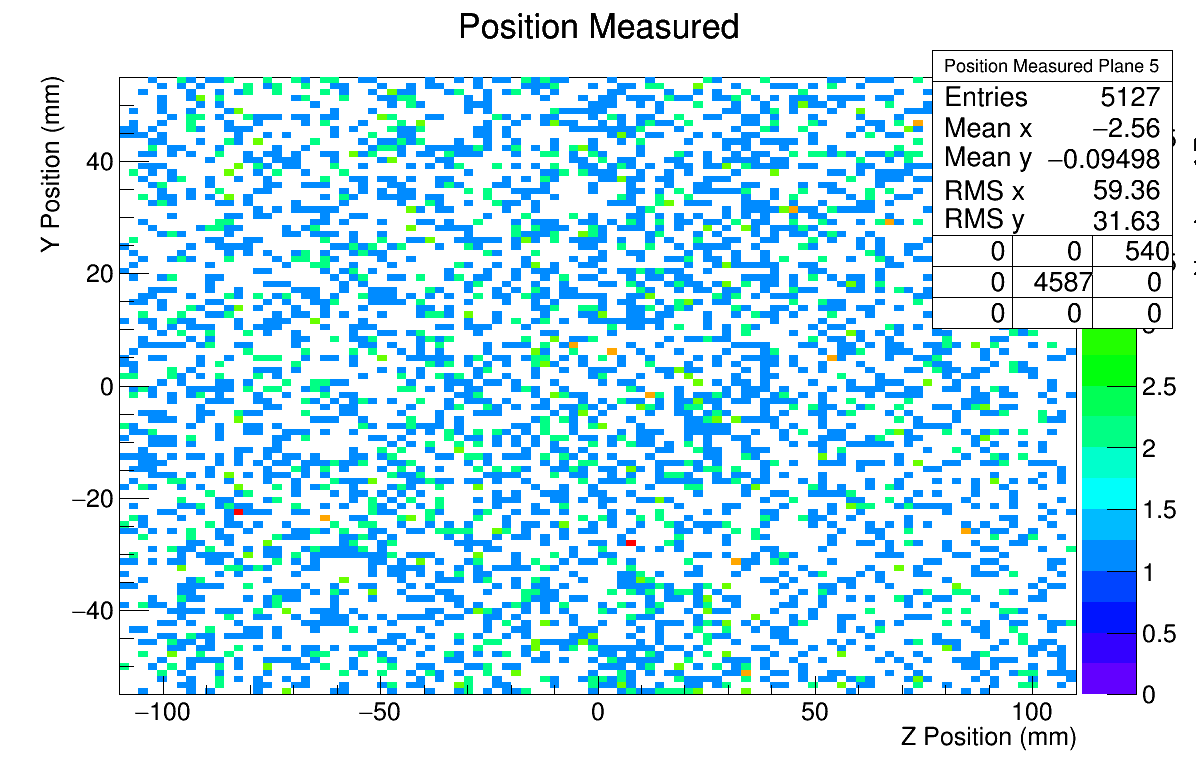 Position Measured
Position Measured Plane 5
Entries 5127
Mean x −2.56
Mean y −0.09498
RMS x 59.36
RMS y 31.63
0 0 540
0 4587 0
0 0 0
Y Position (mm)
40
20
0
−20
−40
2.5
2
1.5
1
0.5
0
−100 −50 0 50 100
Z Position (mm)